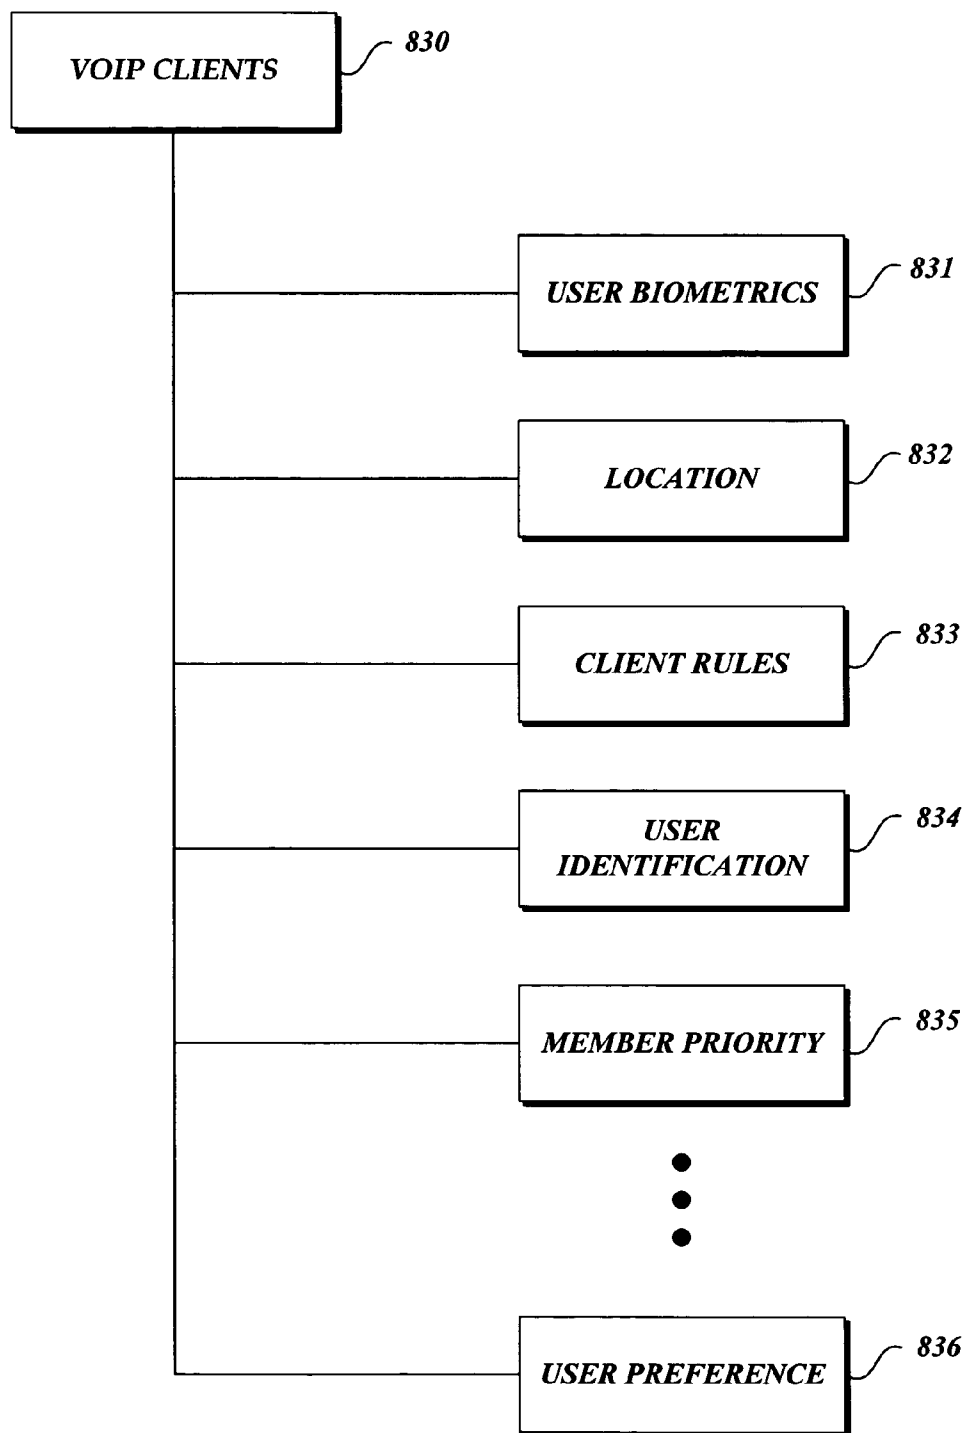 VOIP CLIENTS
830
USER BIOMETRICS
831
LOCATION
832
CLIENT RULES
833
USER
IDENTIFICATION
834
MEMBER PRIORITY
835
USER PREFERENCE
836